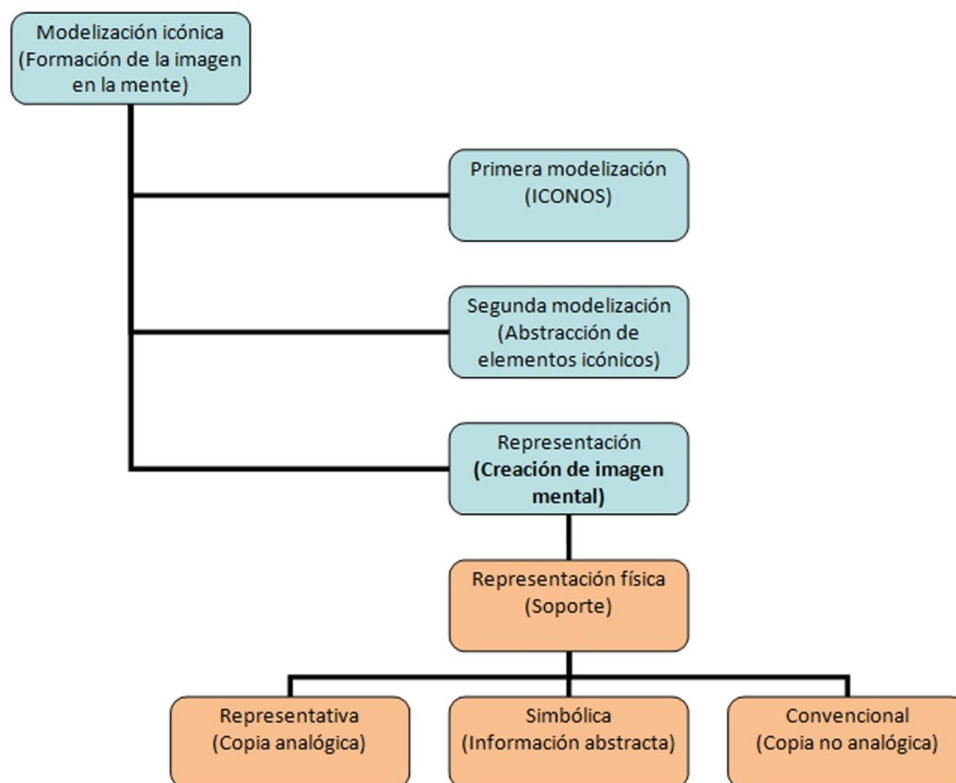 Modelización icónica
(Formación de la imagen
en la mente)
Primera modelización
(ICONOS)
Segunda modelización
(Abstracción de
elementos icónicos)
Representación
(Creación de imagen
mental)
Representación física
(Soporte)
Representativa
(Copia analógica)
Simbólica
(Información abstracta)
Convencional
(Copia no analógica)